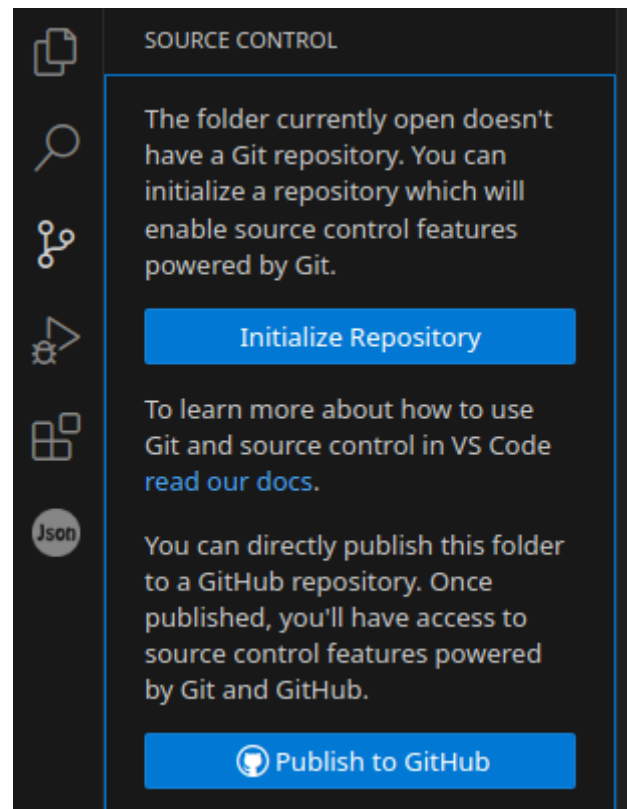 SOURCE CONTROL
The folder currently open doesn't
have a Git repository. You can
initialize a repository which will
enable source control features
powered by Git.
Initialize Repository
To learn more about how to use
Git and source control in VS Code
read our docs.
Json
You can directly publish this folder
to a GitHub repository. Once
published, you'll have access to
source control features powered
by Git and GitHub.
Publish to GitHub